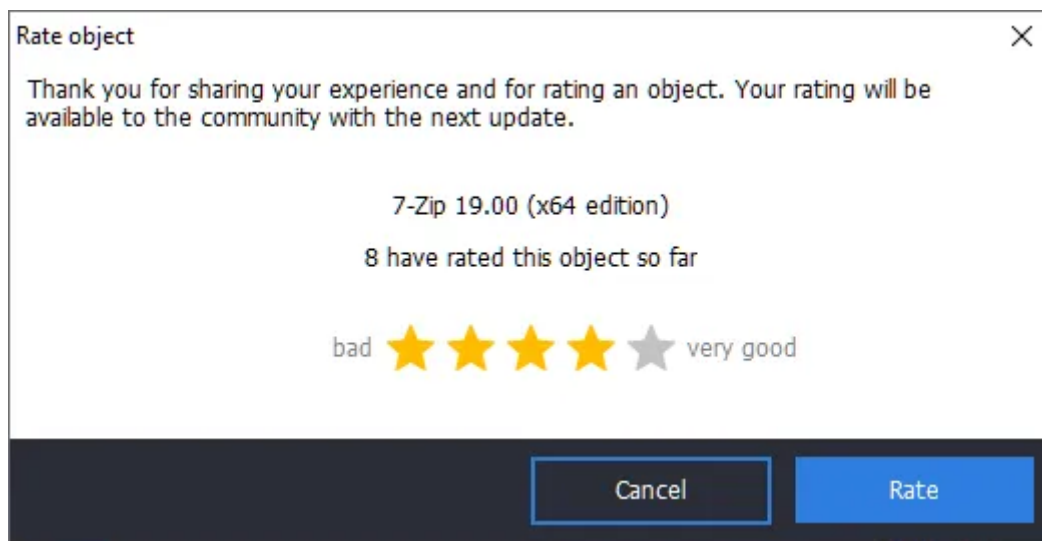 Rate object
Thank you for sharing your experience and for rating an object. Your rating will be
available to the community with the next update.
7-Zip 19.00 (x64 edition)
8 have rated this object so far
bad very good
Cancel Rate